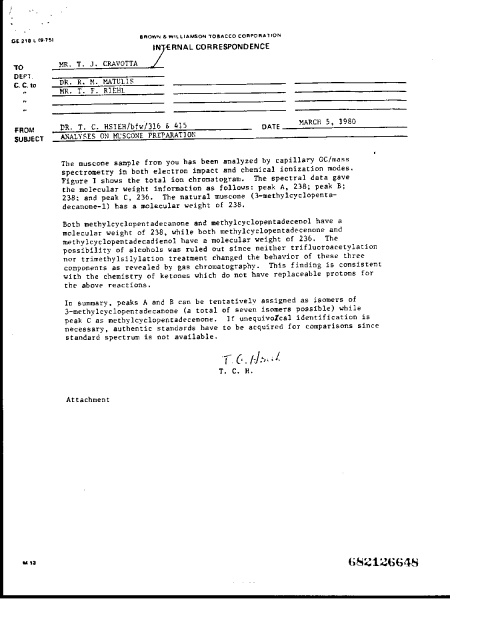 GE 218 L (9-75)
BROWN & WILLIAMSON TOBACCO CORPORATION
INTERNAL CORRESPONDENCE
TO MR. T. J. CRAVOTTA
DEPT.
C. C. to DR. R. M. MATULIS
" MR. T. F. RIEHL
"
"
FROM DR. T. C. HSIEH/bfw/316 & 415 DATE MARCH 5, 1980
SUBJECT ANALYSES ON MUSCONE PREPARATION
The muscone sample from you has been analyzed by capillary GC/mass
spectrometry in both electron impact and chemical ionization modes.
Figure I shows the total ion chromatogram. The spectral data gave
the molecular weight information as follows: peak A, 238; peak B;
238; and peak C, 236. The natural muscone (3-methylcyclopenta-
decanone-1) has a molecular weight of 238.
Both methylcyclopentadecanone and methylcyclopentadecenol have a
molecular weight of 238, while both methylcyclopentadecenone and
methylcyclopentadecadienol have a molecular weight of 236. The
possibility of alcohols was ruled out since neither trifluroacetylation
nor trimethylsilylation treatment changed the behavior of these three
components as revealed by gas chromatography. This finding is consistent
with the chemistry of ketones which do not have replaceable protons for
the above reactions.
In summary, peaks A and B can be tentatively assigned as isomers of
3-methylcyclopentadecanone (a total of seven isomers possible) while
peak C as methylcyclopentadecenone. If unequivocal identification is
necessary, authentic standards have to be acquired for comparisons since
standard spectrum is not available.
T. C. Hsieh
T. C. H.
Attachment
M 13
682126648